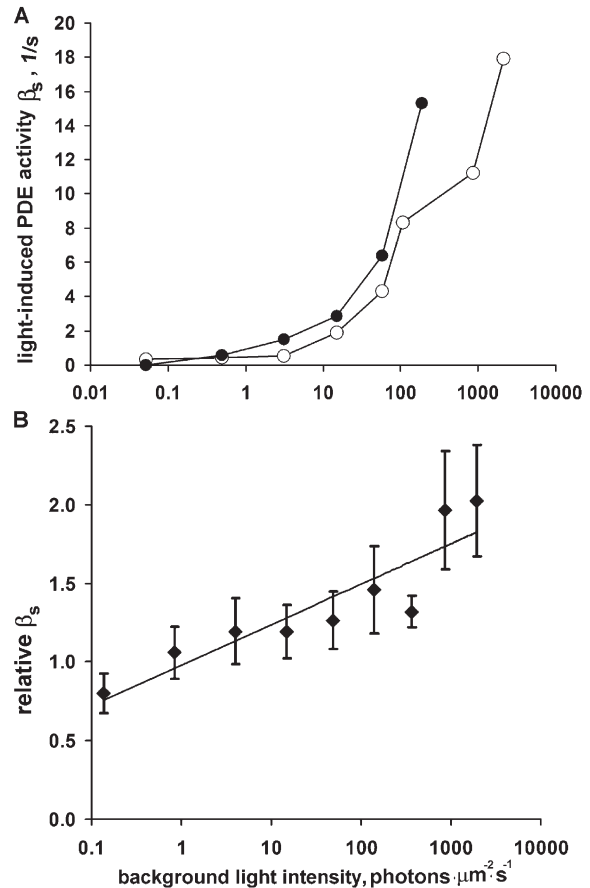 A
light-induced PDE activity βs , 1/s
20
18
16
14
12
10
8
6
4
2
0
0.01 0.1 1 10 100 1000 10000
B
relative βs
2.5
2.0
1.5
1.0
0.5
0.0
0.1 1 10 100 1000 10000
background light intensity, photons·μm⁻²·s⁻¹